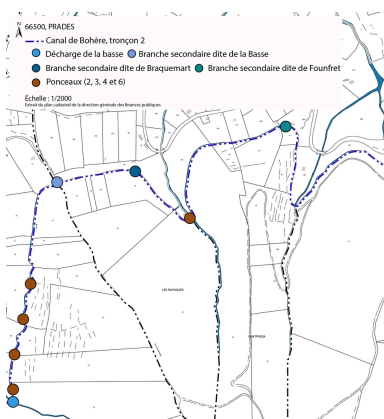 N
66500, PRADES
Canal de Bohère, tronçon 2
Décharge de la basse Branche secondaire dite de la Basse
Branche secondaire dite de Braquemart Branche secondaire dite de Founfret
Ponceaux (2, 3, 4 et 6)
Échelle : 1/2000
Extrait du plan cadastral de la direction générale des finances publiques